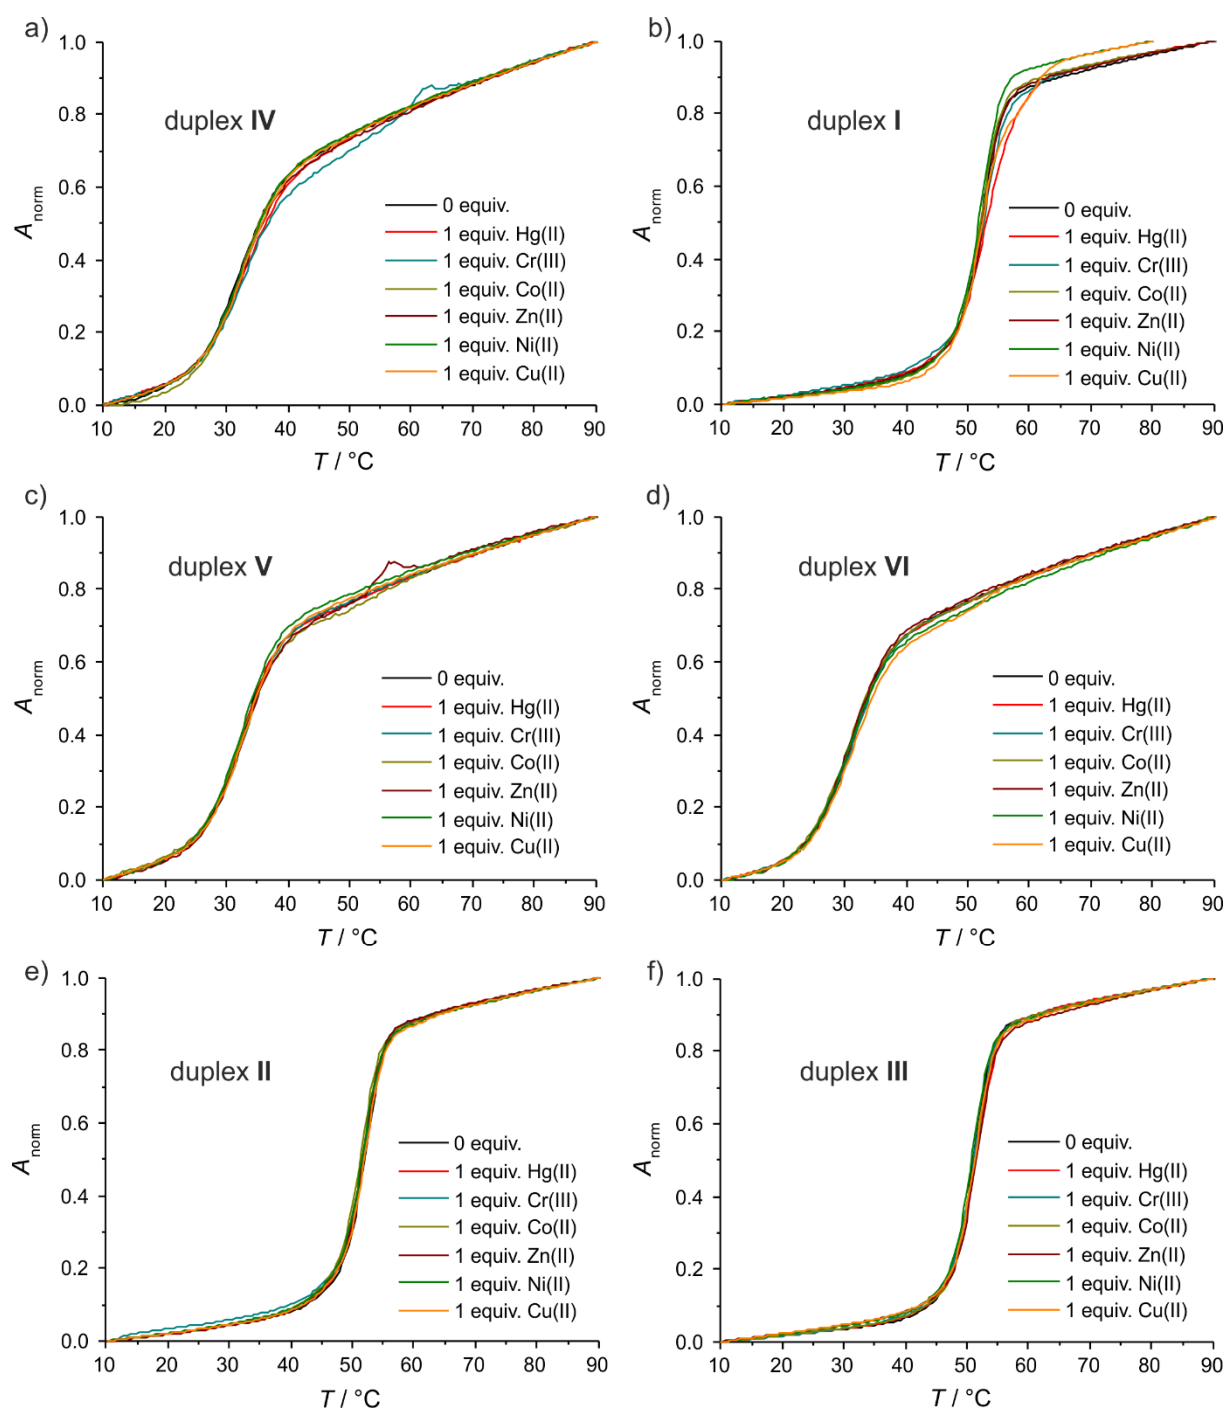 a)
1.0
0.8
0.6
0.4
0.2
0.0
A norm
duplex IV
0 equiv.
1 equiv. Hg(II)
1 equiv. Cr(III)
1 equiv. Co(II)
1 equiv. Zn(II)
1 equiv. Ni(II)
1 equiv. Cu(II)
10 20 30 40 50 60 70 80 90
T / °C
b)
1.0
0.8
0.6
0.4
0.2
0.0
A norm
duplex I
0 equiv.
1 equiv. Hg(II)
1 equiv. Cr(III)
1 equiv. Co(II)
1 equiv. Zn(II)
1 equiv. Ni(II)
1 equiv. Cu(II)
10 20 30 40 50 60 70 80 90
T / °C
c)
1.0
0.8
0.6
0.4
0.2
0.0
A norm
duplex V
0 equiv.
1 equiv. Hg(II)
1 equiv. Cr(III)
1 equiv. Co(II)
1 equiv. Zn(II)
1 equiv. Ni(II)
1 equiv. Cu(II)
10 20 30 40 50 60 70 80 90
T / °C
d)
1.0
0.8
0.6
0.4
0.2
0.0
A norm
duplex VI
0 equiv.
1 equiv. Hg(II)
1 equiv. Cr(III)
1 equiv. Co(II)
1 equiv. Zn(II)
1 equiv. Ni(II)
1 equiv. Cu(II)
10 20 30 40 50 60 70 80 90
T / °C
e)
1.0
0.8
0.6
0.4
0.2
0.0
A norm
duplex II
0 equiv.
1 equiv. Hg(II)
1 equiv. Cr(III)
1 equiv. Co(II)
1 equiv. Zn(II)
1 equiv. Ni(II)
1 equiv. Cu(II)
10 20 30 40 50 60 70 80 90
T / °C
f)
1.0
0.8
0.6
0.4
0.2
0.0
A norm
duplex III
0 equiv.
1 equiv. Hg(II)
1 equiv. Cr(III)
1 equiv. Co(II)
1 equiv. Zn(II)
1 equiv. Ni(II)
1 equiv. Cu(II)
10 20 30 40 50 60 70 80 90
T / °C